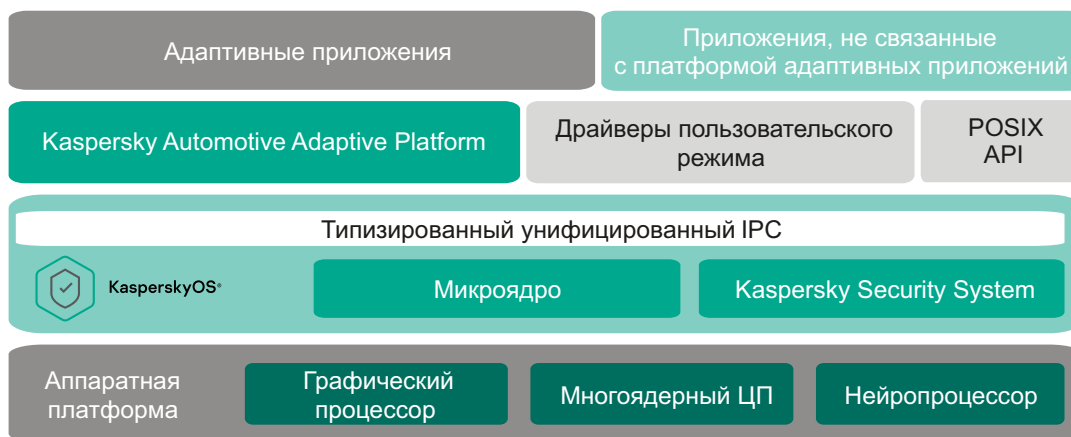 Адаптивные приложения
Приложения, не связанные
с платформой адаптивных приложений
Kaspersky Automotive Adaptive Platform
Драйверы пользовательского
режима
POSIX
API
Типизированный унифицированный IPC
KasperskyOS®
Микроядро
Kaspersky Security System
Аппаратная
платформа
Графический
процессор
Многоядерный ЦП
Нейропроцессор